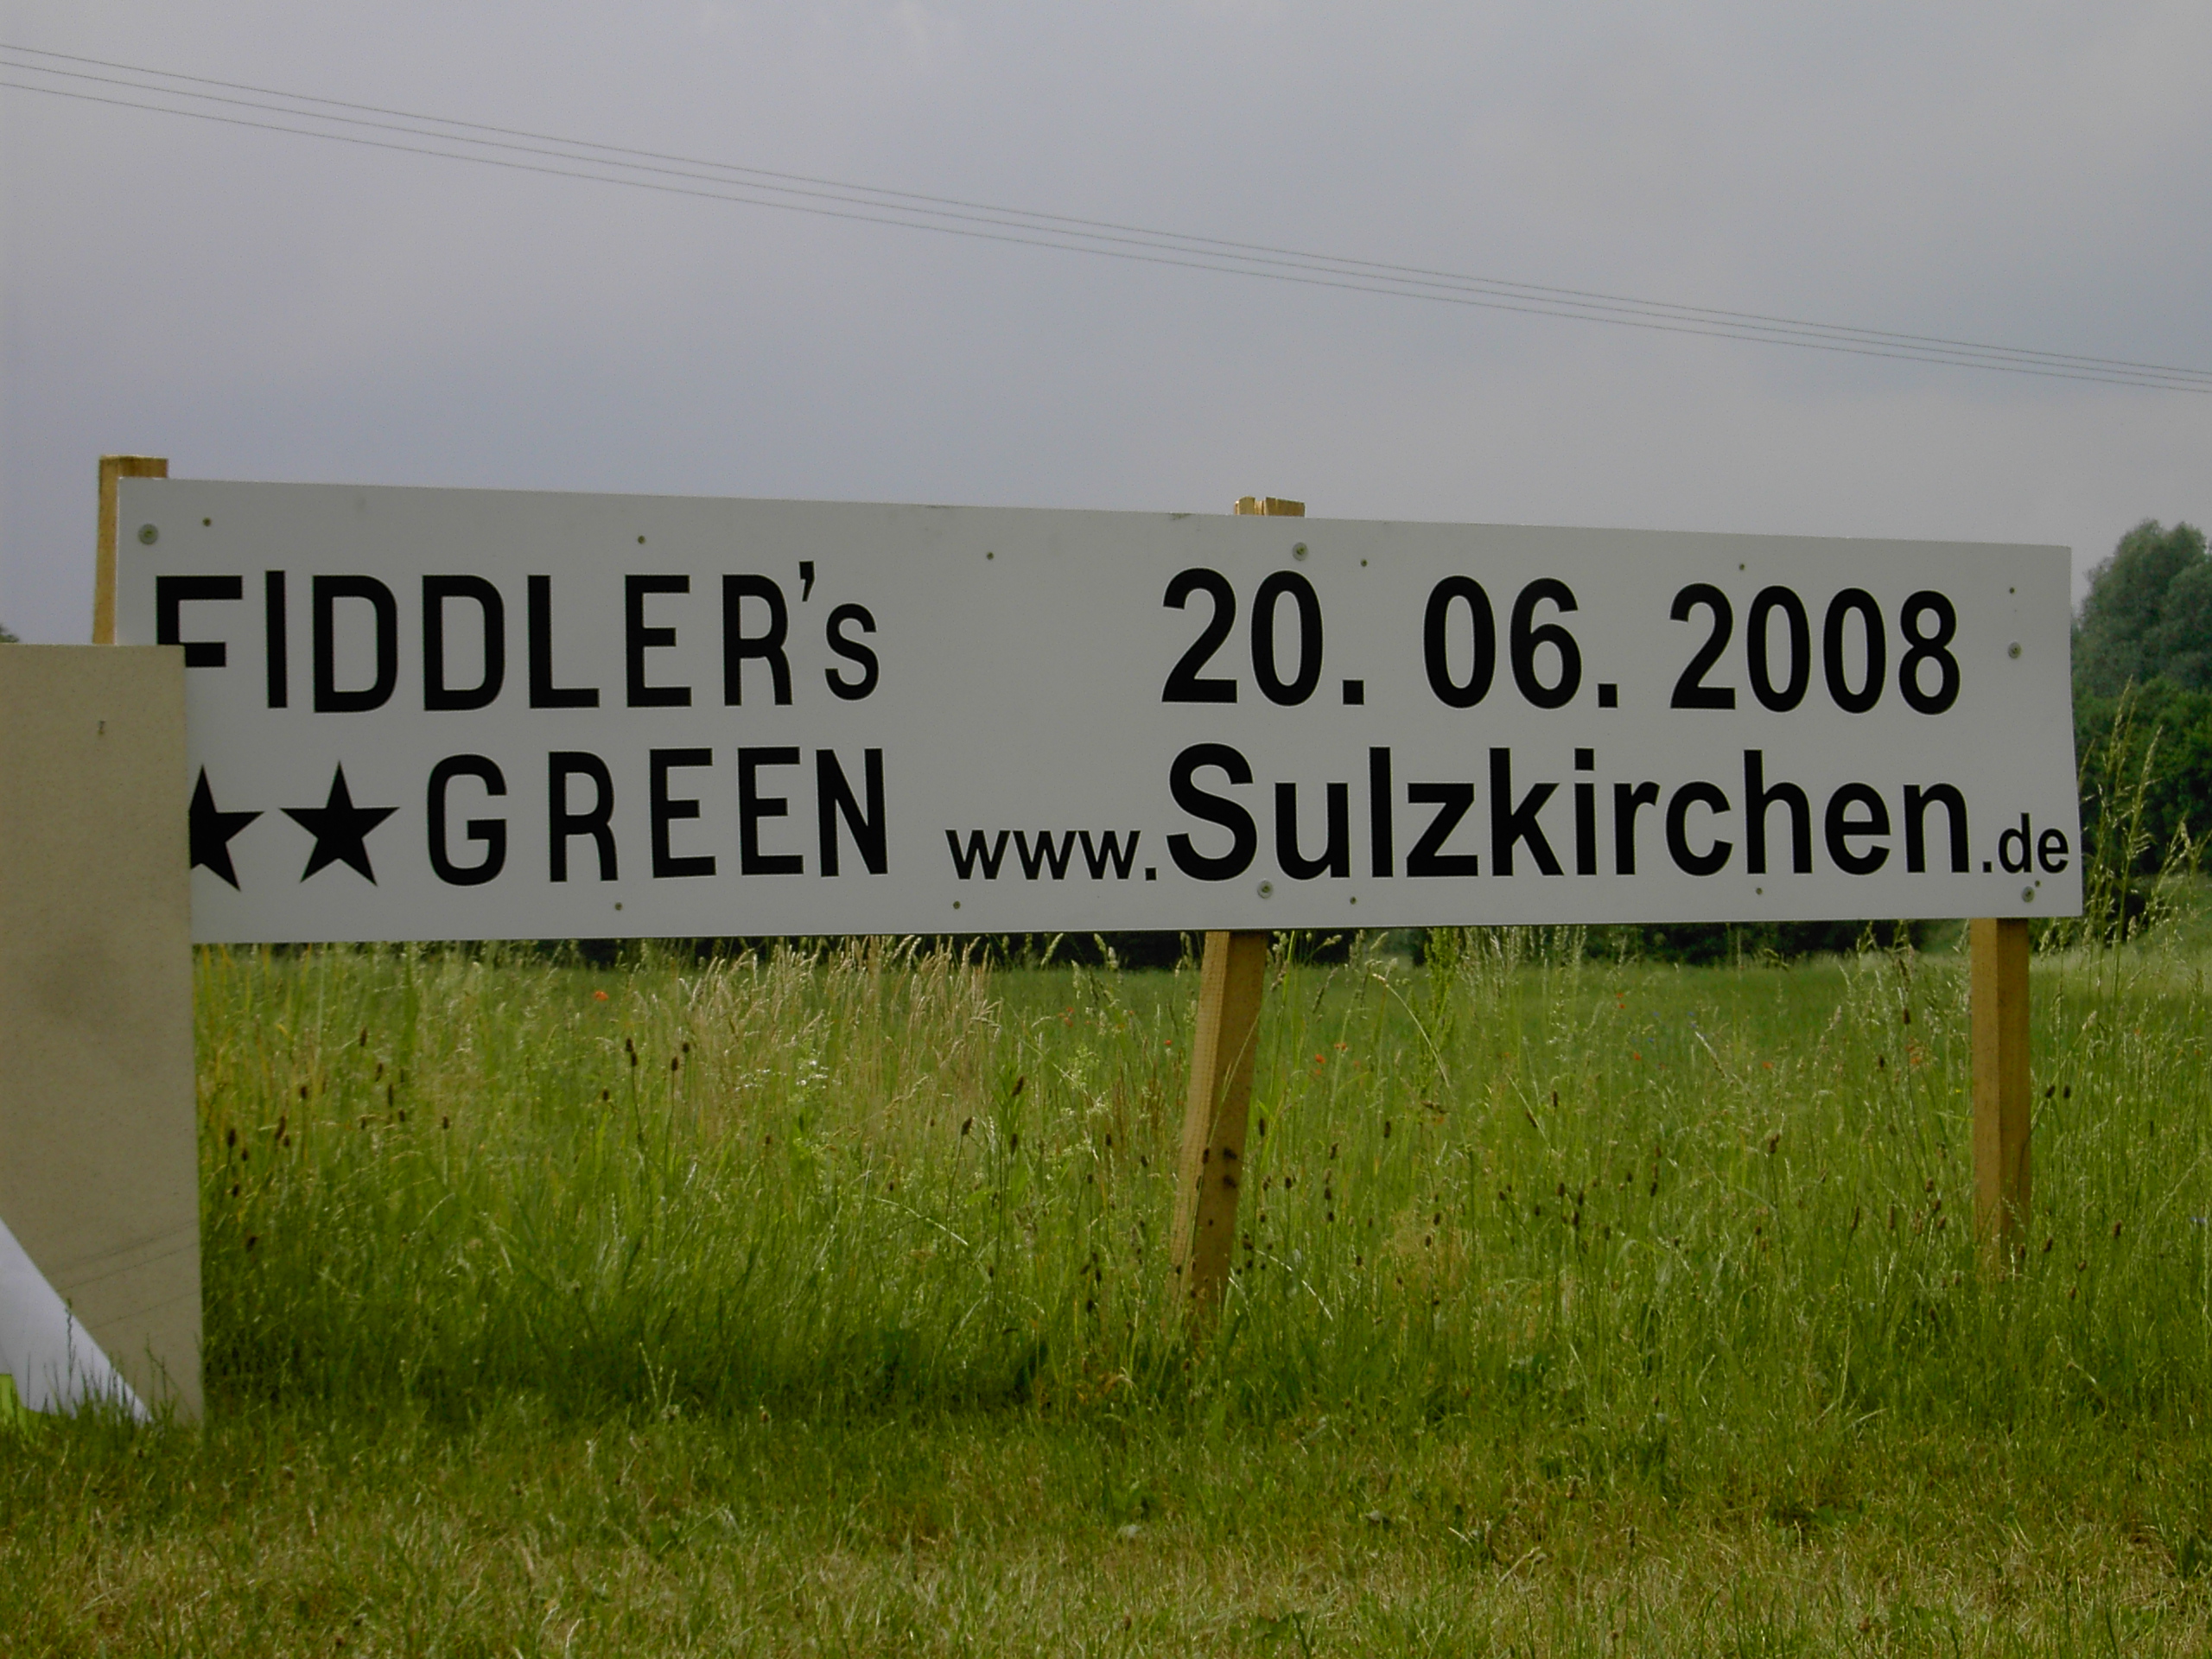 FIDDLER's 20. 06. 2008
★★GREEN www.Sulzkirchen.de